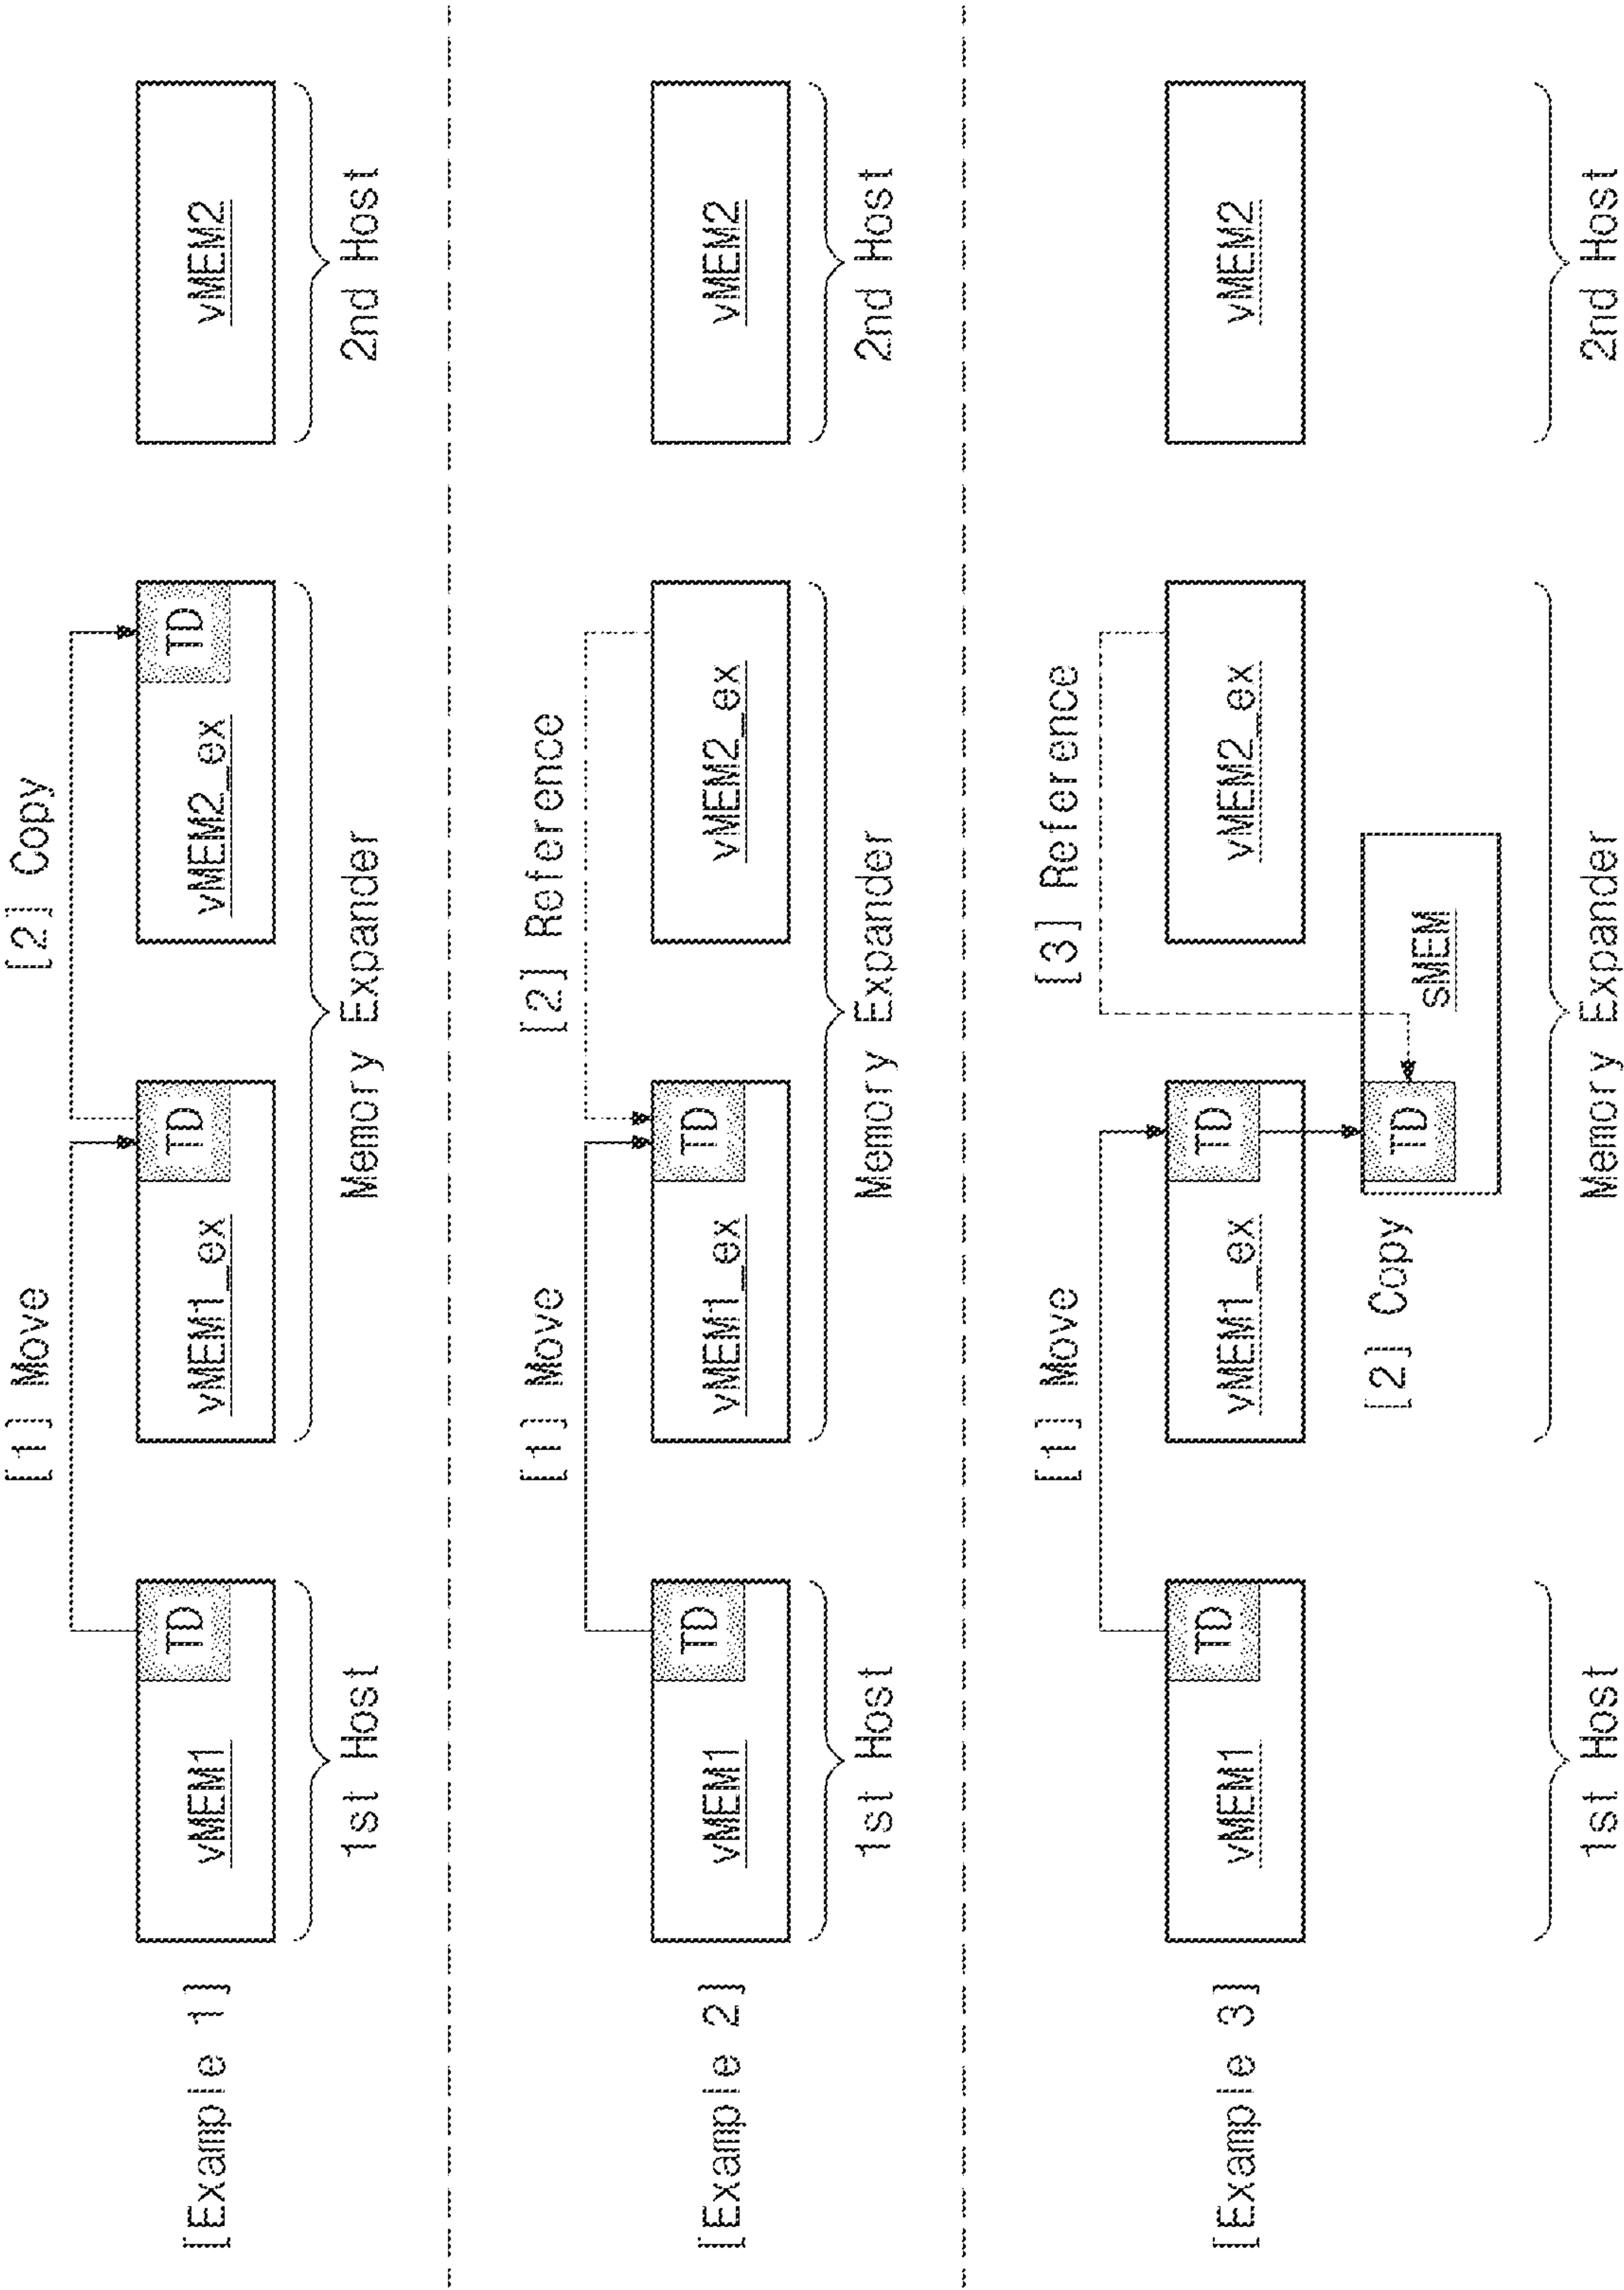 [Example 1]
[1] Move
[2] Copy
TD
TD
TD
vMEM1
vMEM1_ex
vMEM2_ex
vMEM2
1st Host
Memory Expander
2nd Host
[Example 2]
[1] Move
[2] Reference
TD
TD
vMEM1
vMEM1_ex
vMEM2_ex
vMEM2
1st Host
Memory Expander
2nd Host
[Example 3]
[1] Move
[3] Reference
TD
TD
vMEM1
vMEM1_ex
vMEM2_ex
vMEM2
[2] Copy
TD
sMEM
1st Host
Memory Expander
2nd Host